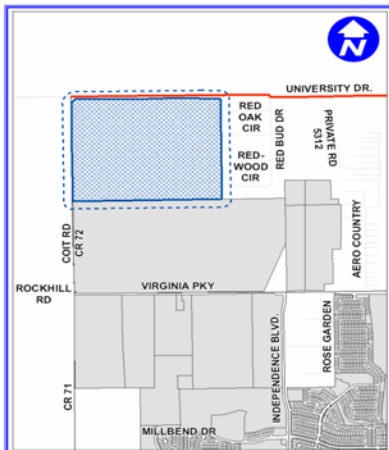 N
UNIVERSITY DR.
RED
OAK
CIR
RED-
WOOD
CIR
RED BUD DR
PRIVATE RD
5312
COIT RD
CR 72
AERO COUNTRY
ROCKHILL
RD
VIRGINIA PKY
INDEPENDENCE BLVD.
ROSE GARDEN
CR 71
MILLBEND DR